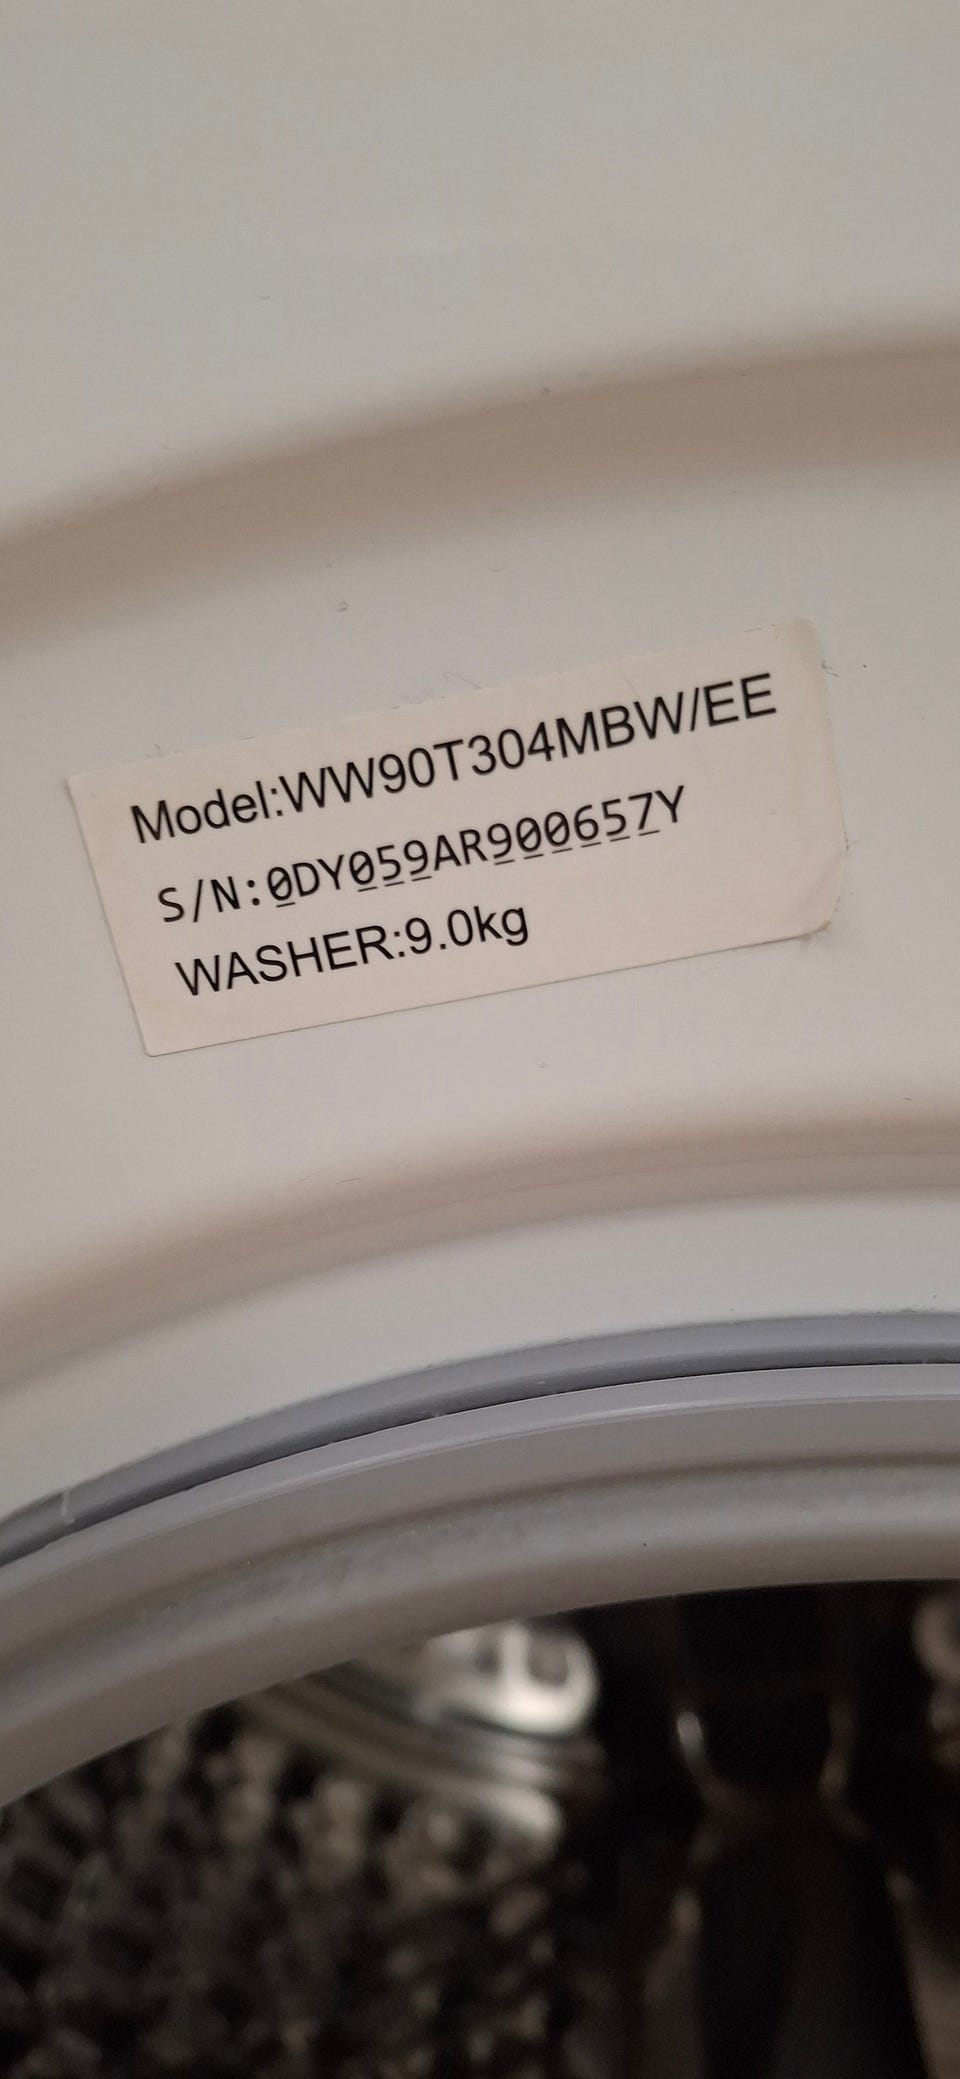 Model:WW90T304MBW/EE
S/N:0DY059AR900657Y
WASHER:9.0kg